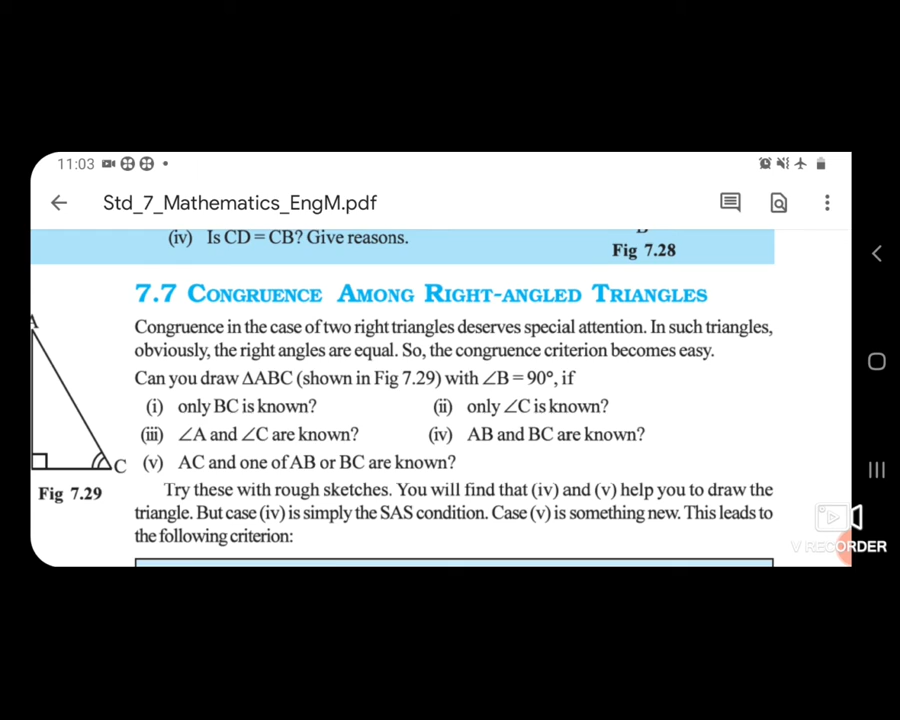 11:03
Std_7_Mathematics_EngM.pdf
(iv) Is CD = CB? Give reasons.
Fig 7.28
7.7 CONGRUENCE AMONG RIGHT-ANGLED TRIANGLES
A
Congruence in the case of two right triangles deserves special attention. In such triangles,
obviously, the right angles are equal. So, the congruence criterion becomes easy.
Can you draw ΔABC (shown in Fig 7.29) with ∠B = 90°, if
(i) only BC is known? (ii) only ∠C is known?
(iii) ∠A and ∠C are known? (iv) AB and BC are known?
C (v) AC and one of AB or BC are known?
Fig 7.29
Try these with rough sketches. You will find that (iv) and (v) help you to draw the
triangle. But case (iv) is simply the SAS condition. Case (v) is something new. This leads to
the following criterion:
V RECORDER